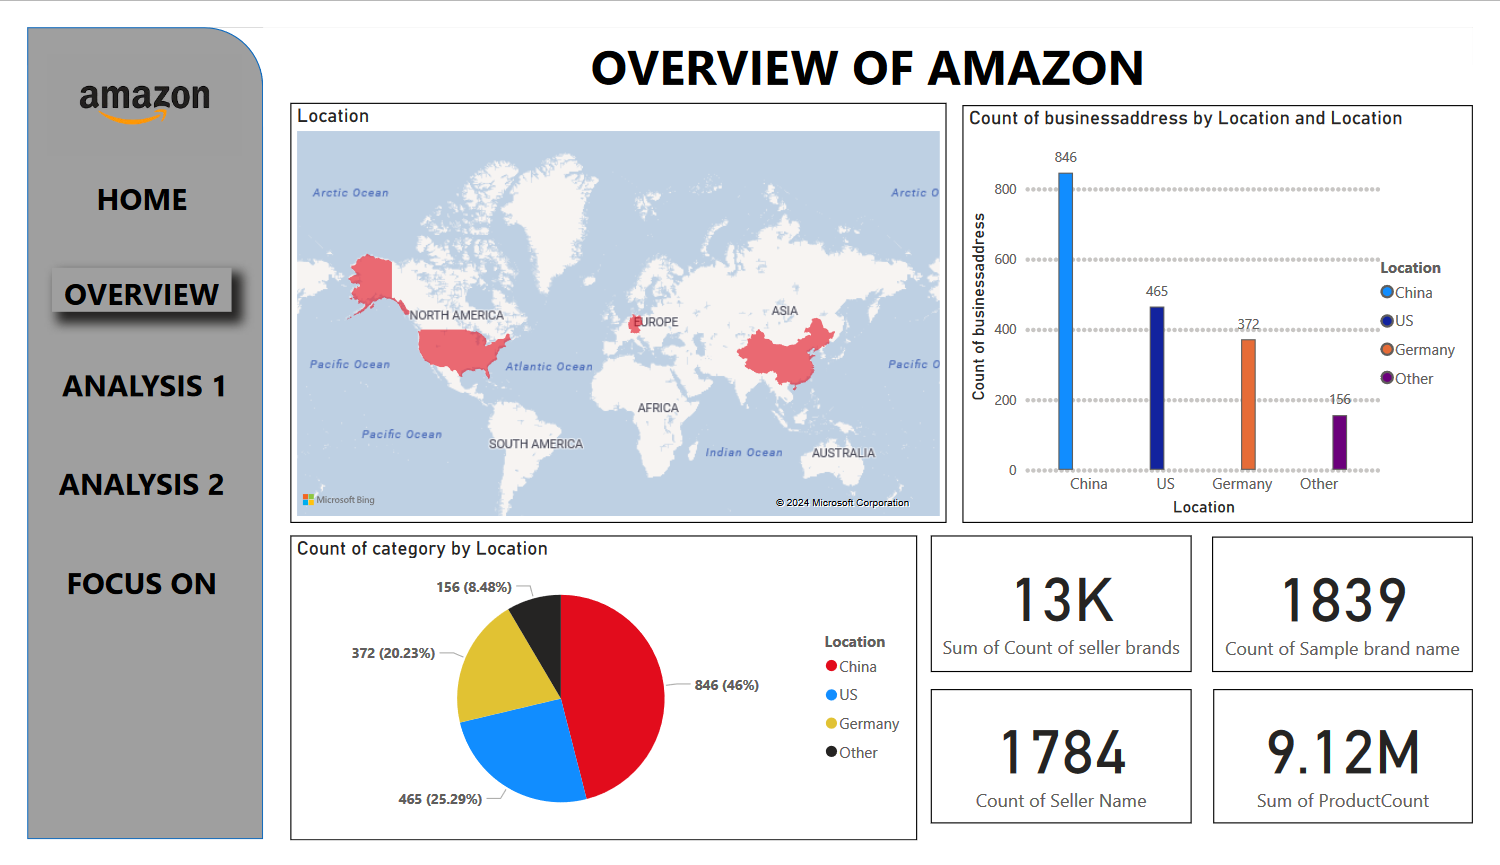 amazon
HOME
OVERVIEW
ANALYSIS 1
ANALYSIS 2
FOCUS ON
OVERVIEW OF AMAZON
Location
Arctic Ocean
Arctic O
NORTH AMERICA
EUROPE
ASIA
Pacific Ocean
Atlantic Ocean
Pacific O
AFRICA
Pacific Ocean
SOUTH AMERICA
Indian Ocean
AUSTRALIA
Microsoft Bing
© 2024 Microsoft Corporation
Count of businessaddress by Location and Location
Count of businessaddress
800
600
400
200
0
846
465
372
156
China
US
Germany
Other
Location
Location
China
US
Germany
Other
Count of category by Location
156 (8.48%)
372 (20.23%)
846 (46%)
465 (25.29%)
Location
China
US
Germany
Other
13K
Sum of Count of seller brands
1839
Count of Sample brand name
1784
Count of Seller Name
9.12M
Sum of ProductCount